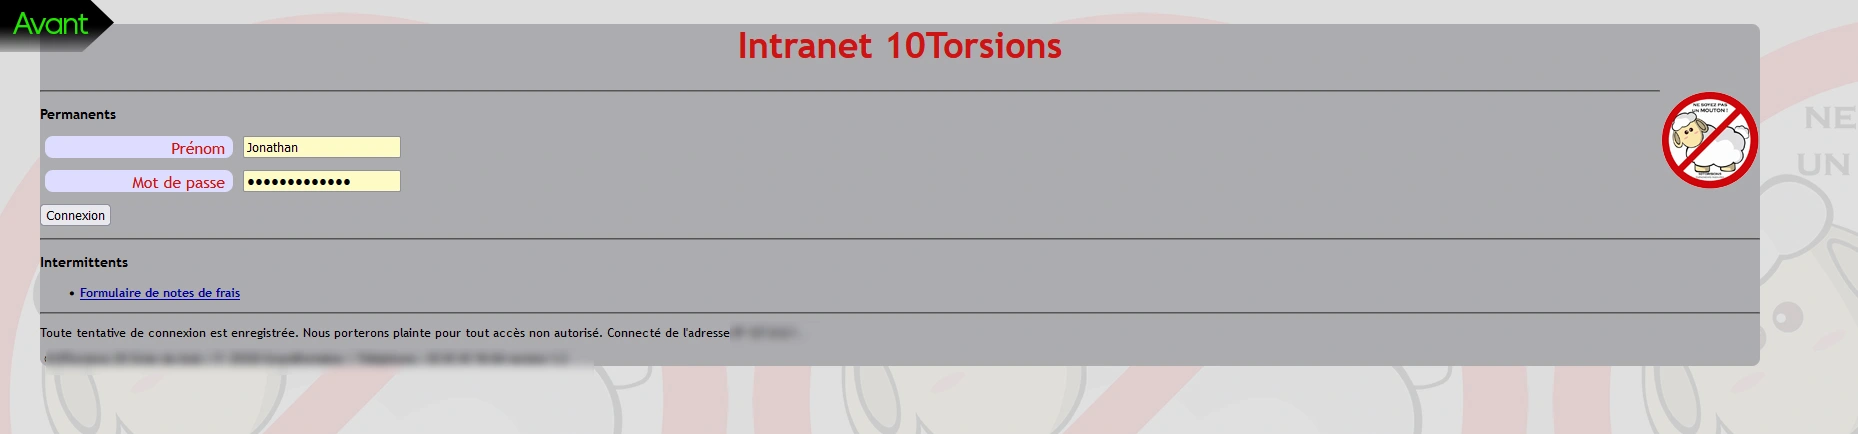 Avant
Intranet 10Torsions
Permanents
NE SOYEZ PAS
UN MOUTON !
NE
Prénom Jonathan
UN
Mot de passe •••••••••••••
Connexion
Intermittents
• Formulaire de notes de frais
Toute tentative de connexion est enregistrée. Nous porterons plainte pour tout accès non autorisé. Connecté de l'adresse